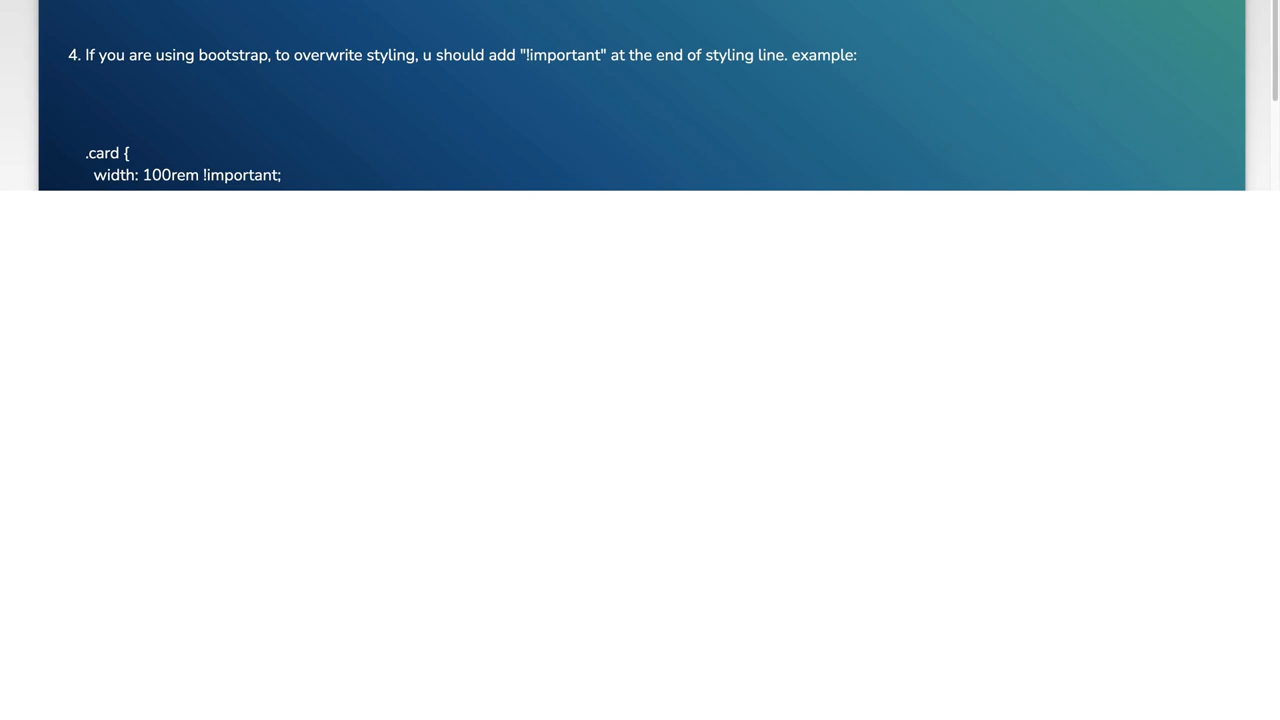 4. If you are using bootstrap, to overwrite styling, u should add "!important" at the end of styling line. example:
.card {
width: 100rem !important;